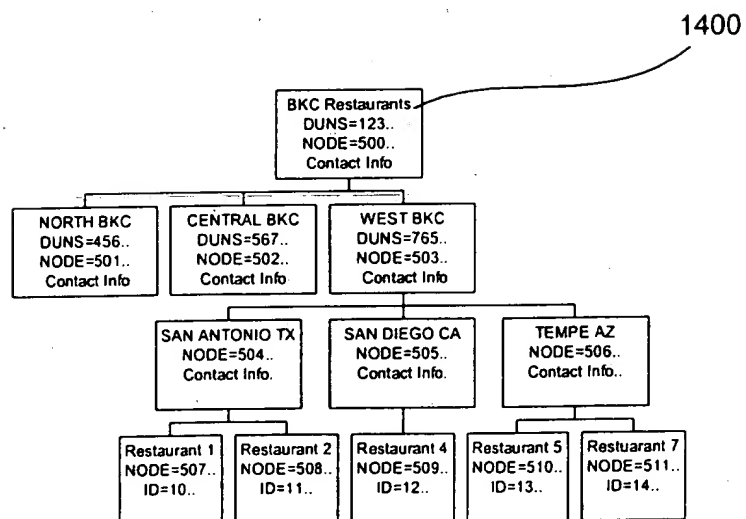 1400
BKC Restaurants
DUNS=123..
NODE=500..
Contact Info
NORTH BKC
DUNS=456..
NODE=501..
Contact Info
CENTRAL BKC
DUNS=567..
NODE=502..
Contact Info
WEST BKC
DUNS=765..
NODE=503..
Contact Info
SAN ANTONIO TX
NODE=504..
Contact Info.
SAN DIEGO CA
NODE=505..
Contact Info.
TEMPE AZ
NODE=506..
Contact Info..
Restaurant 1
NODE=507..
ID=10..
Restaurant 2
NODE=508..
ID=11..
Restaurant 4
NODE=509..
ID=12..
Restaurant 5
NODE=510..
ID=13..
Restuarant 7
NODE=511..
ID=14..